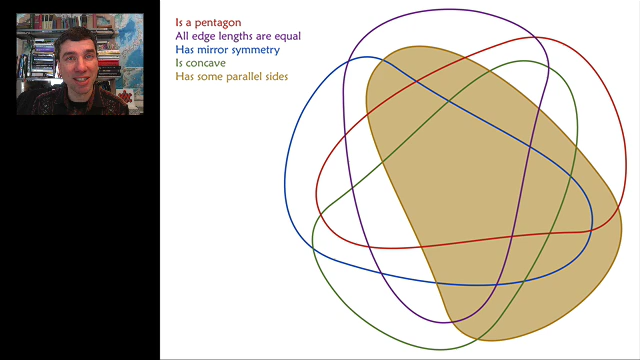 Is a pentagon
All edge lengths are equal
Has mirror symmetry
Is concave
Has some parallel sides